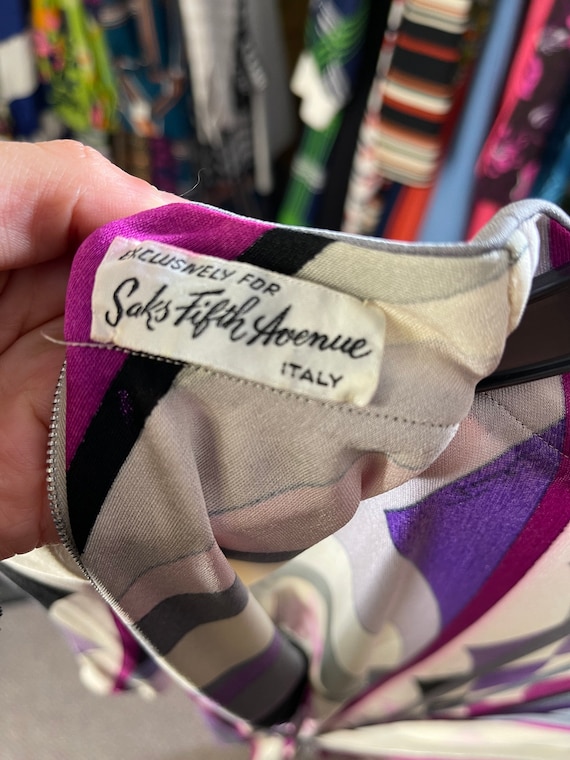 EXCLUSIVELY FOR
Saks Fifth Avenue
ITALY